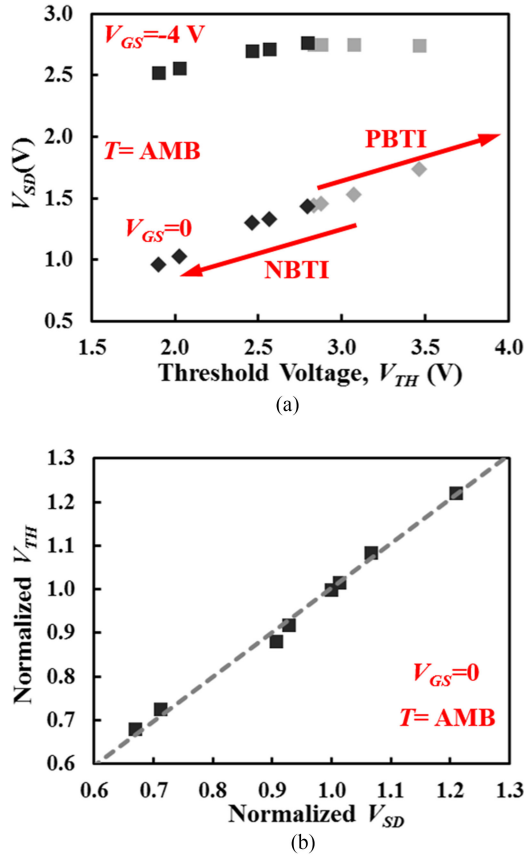 (a)
V_GS=-4 V
T= AMB
PBTI
V_GS=0
NBTI
V_SD(V)
3.0
2.5
2.0
1.5
1.0
0.5
1.5 2.0 2.5 3.0 3.5 4.0
Threshold Voltage, V_TH (V)
(a)
1.3
1.2
1.1
1.0
0.9
0.8
0.7
0.6
Normalized V_TH
V_GS=0
T= AMB
0.6 0.7 0.8 0.9 1.0 1.1 1.2 1.3
Normalized V_SD
(b)